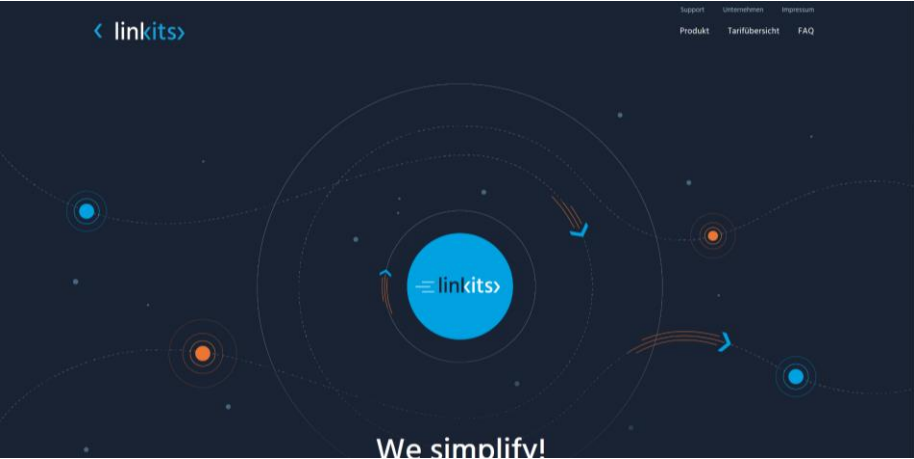 Support Unternehmen Impressum
linkits
Produkt Tarifübersicht FAQ
linkits
We simplify!